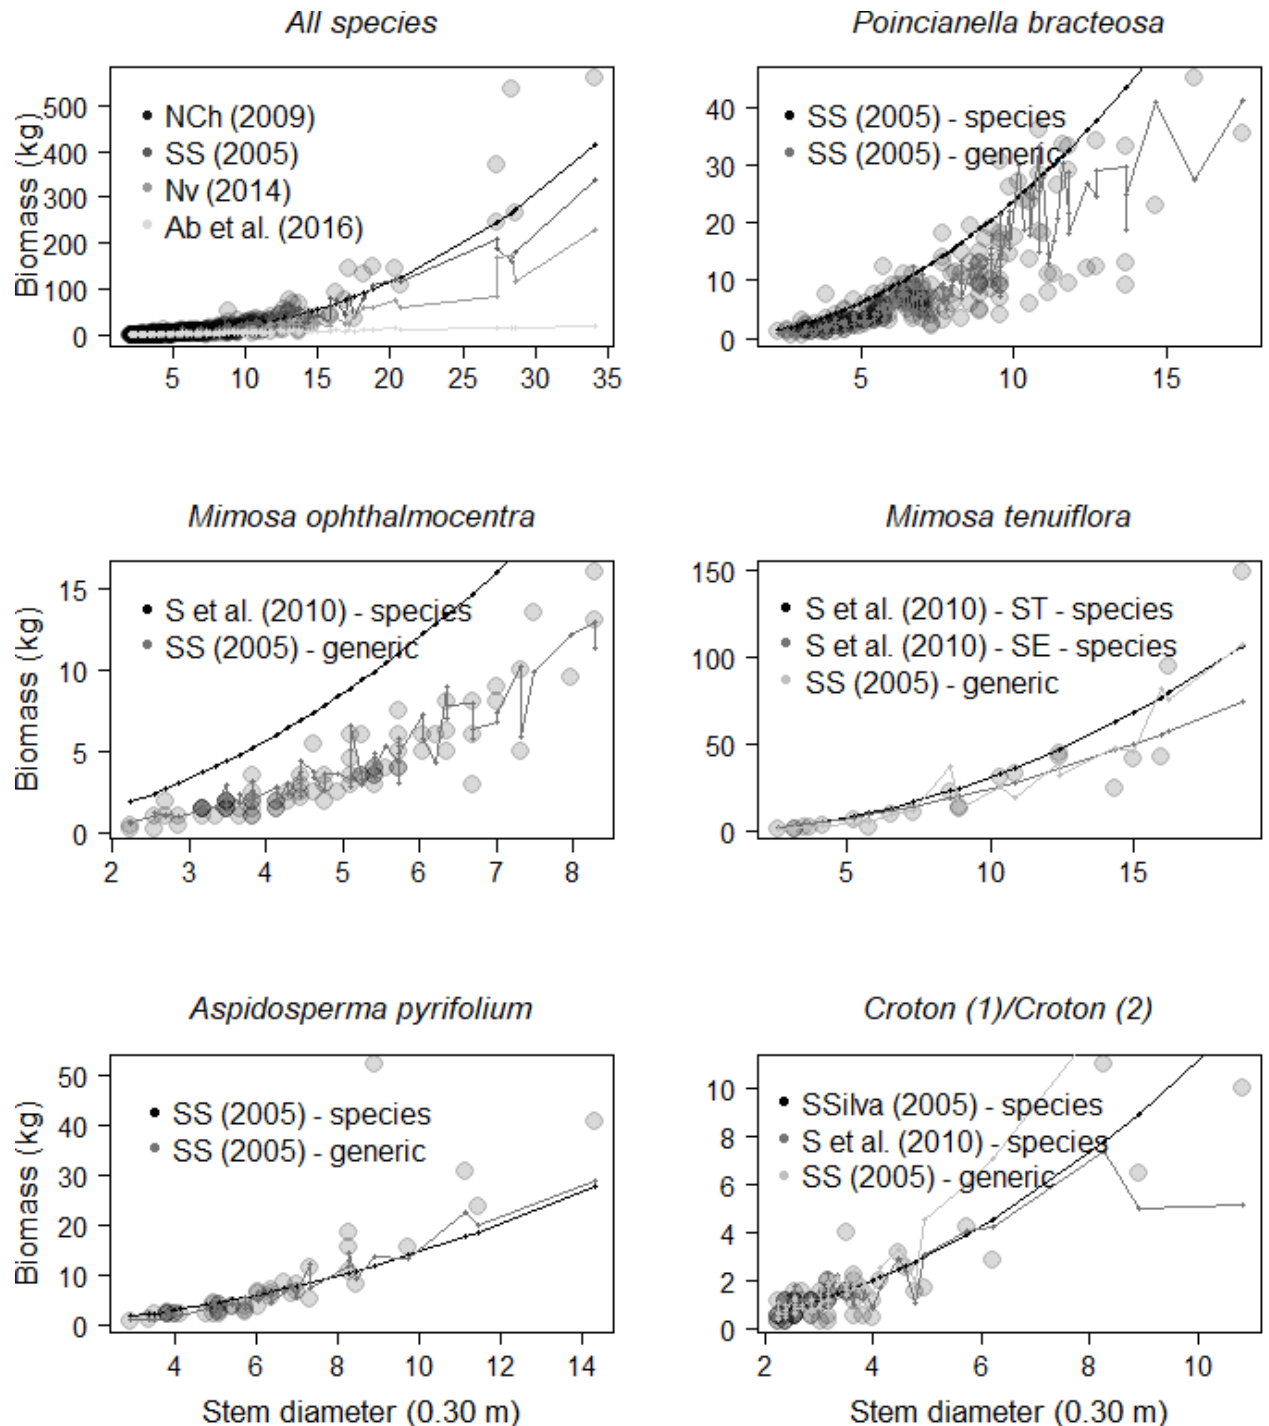 All species
Biomass (kg)
500
400
300
200
100
0
NCh (2009)
SS (2005)
Nv (2014)
Ab et al. (2016)
5 10 15 20 25 30 35
Poincianella bracteosa
40
30
20
10
0
SS (2005) - species
SS (2005) - generic
5 10 15
Mimosa ophthalmocentra
Biomass (kg)
15
10
5
0
S et al. (2010) - species
SS (2005) - generic
2 3 4 5 6 7 8
Mimosa tenuiflora
150
100
50
0
S et al. (2010) - ST - species
S et al. (2010) - SE - species
SS (2005) - generic
5 10 15
Aspidosperma pyrifolium
Biomass (kg)
50
40
30
20
10
0
SS (2005) - species
SS (2005) - generic
4 6 8 10 12 14
Stem diameter (0.30 m)
Croton (1)/Croton (2)
10
8
6
4
2
0
SSilva (2005) - species
S et al. (2010) - species
SS (2005) - generic
2 4 6 8 10
Stem diameter (0.30 m)